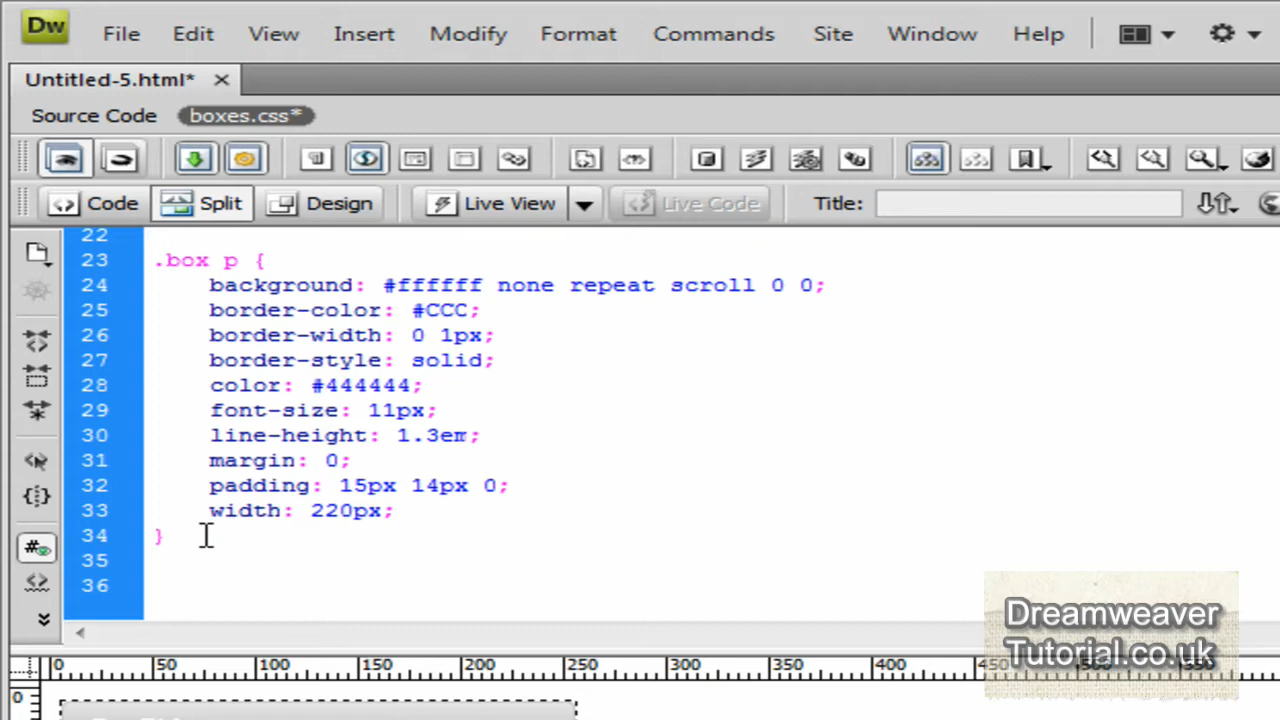 Dw File Edit View Insert Modify Format Commands Site Window Help
Untitled-5.html*
Source Code boxes.css*
Code Split Design Live View Live Code Title:
22
23 .box p {
24 background: #ffffff none repeat scroll 0 0;
25 border-color: #CCC;
26 border-width: 0 1px;
27 border-style: solid;
28 color: #444444;
29 font-size: 11px;
30 line-height: 1.3em;
31 margin: 0;
32 padding: 15px 14px 0;
33 width: 220px;
34 }
35
36
Dreamweaver
Tutorial.co.uk
0 50 100 150 200 250 300 350 400 450 500 550
0